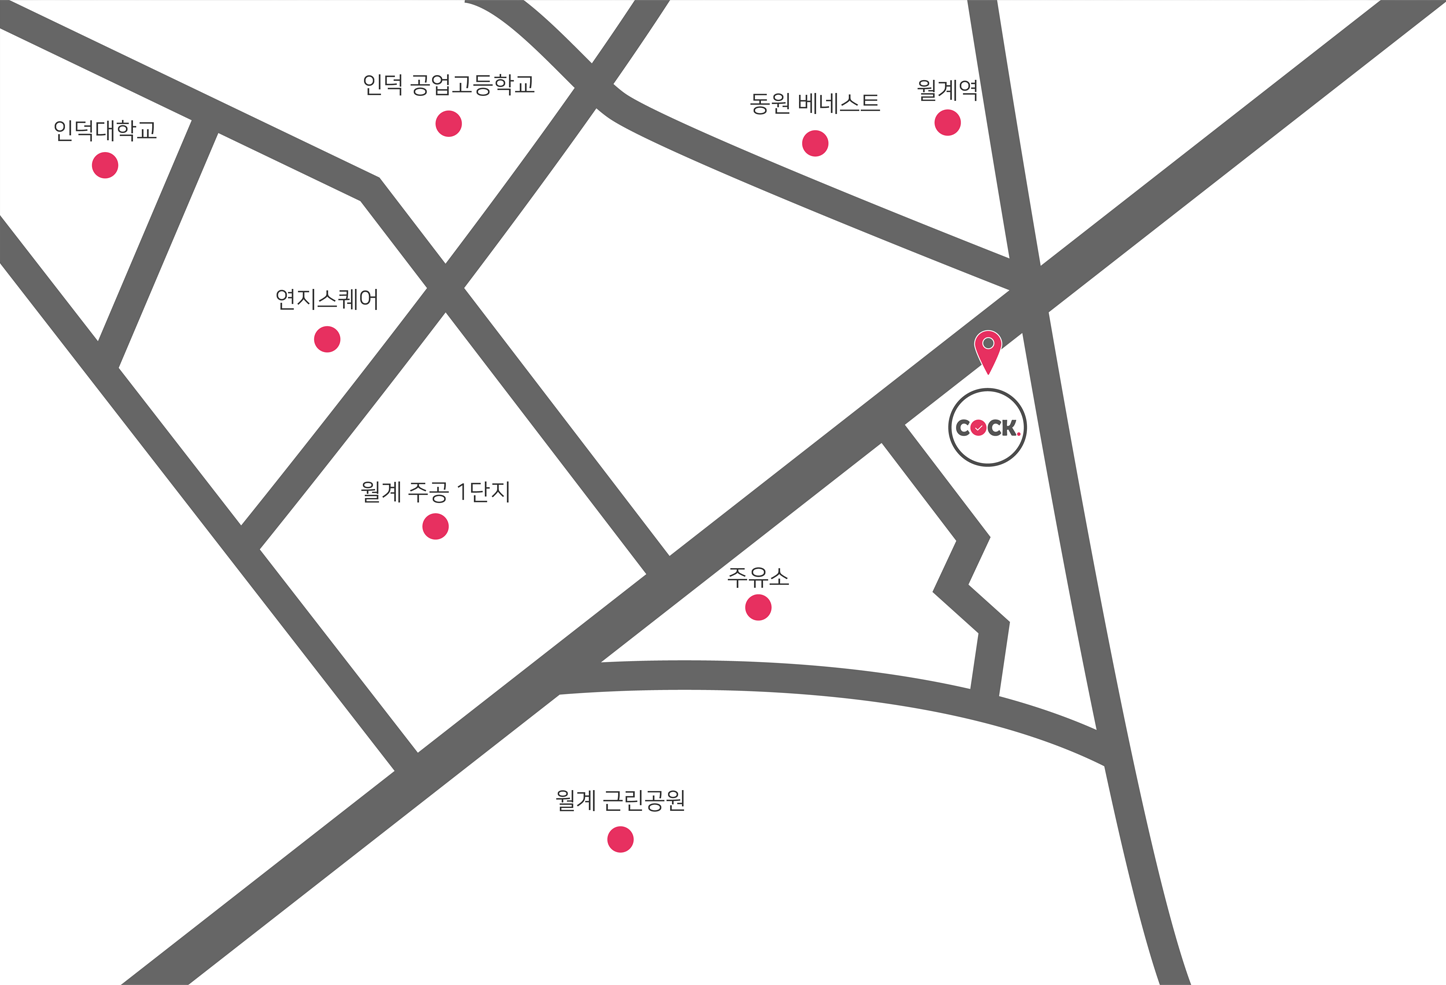 인덕 공업고등학교
월계역
동원 베네스트
인덕대학교
연지스퀘어
COCK.
월계 주공 1단지
주유소
월계 근린공원